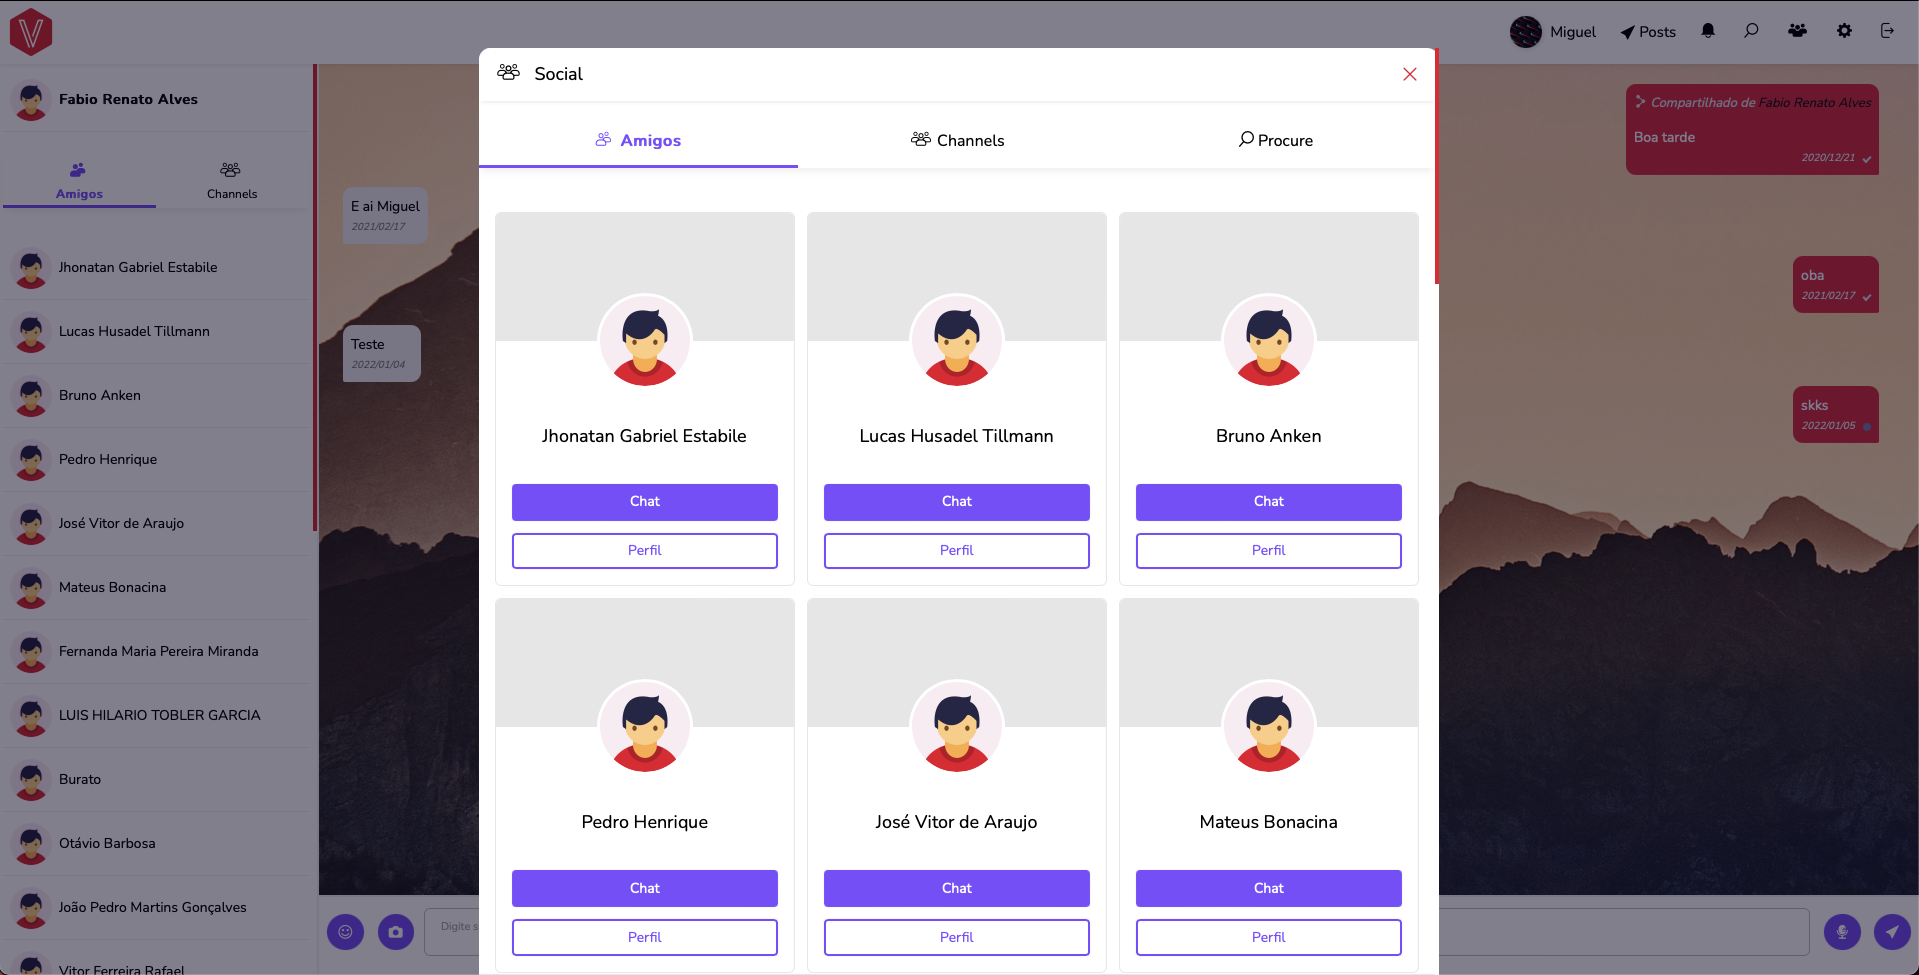 Miguel
Posts
Fabio Renato Alves
Amigos
Channels
Jhonatan Gabriel Estabile
Lucas Husadel Tillmann
Bruno Anken
Pedro Henrique
José Vitor de Araujo
Mateus Bonacina
Fernanda Maria Pereira Miranda
LUIS HILARIO TOBLER GARCIA
Burato
Otávio Barbosa
João Pedro Martins Gonçalves
Vitor Ferreira Rafael
E ai Miguel
2021/02/17
Teste
2022/01/04
Digite s
Social
Amigos
Channels
Procure
Jhonatan Gabriel Estabile
Chat
Perfil
Lucas Husadel Tillmann
Chat
Perfil
Bruno Anken
Chat
Perfil
Pedro Henrique
Chat
Perfil
José Vitor de Araujo
Chat
Perfil
Mateus Bonacina
Chat
Perfil
Compartilhado de Fabio Renato Alves
Boa tarde
2020/12/21
oba
2021/02/17
skks
2022/01/05